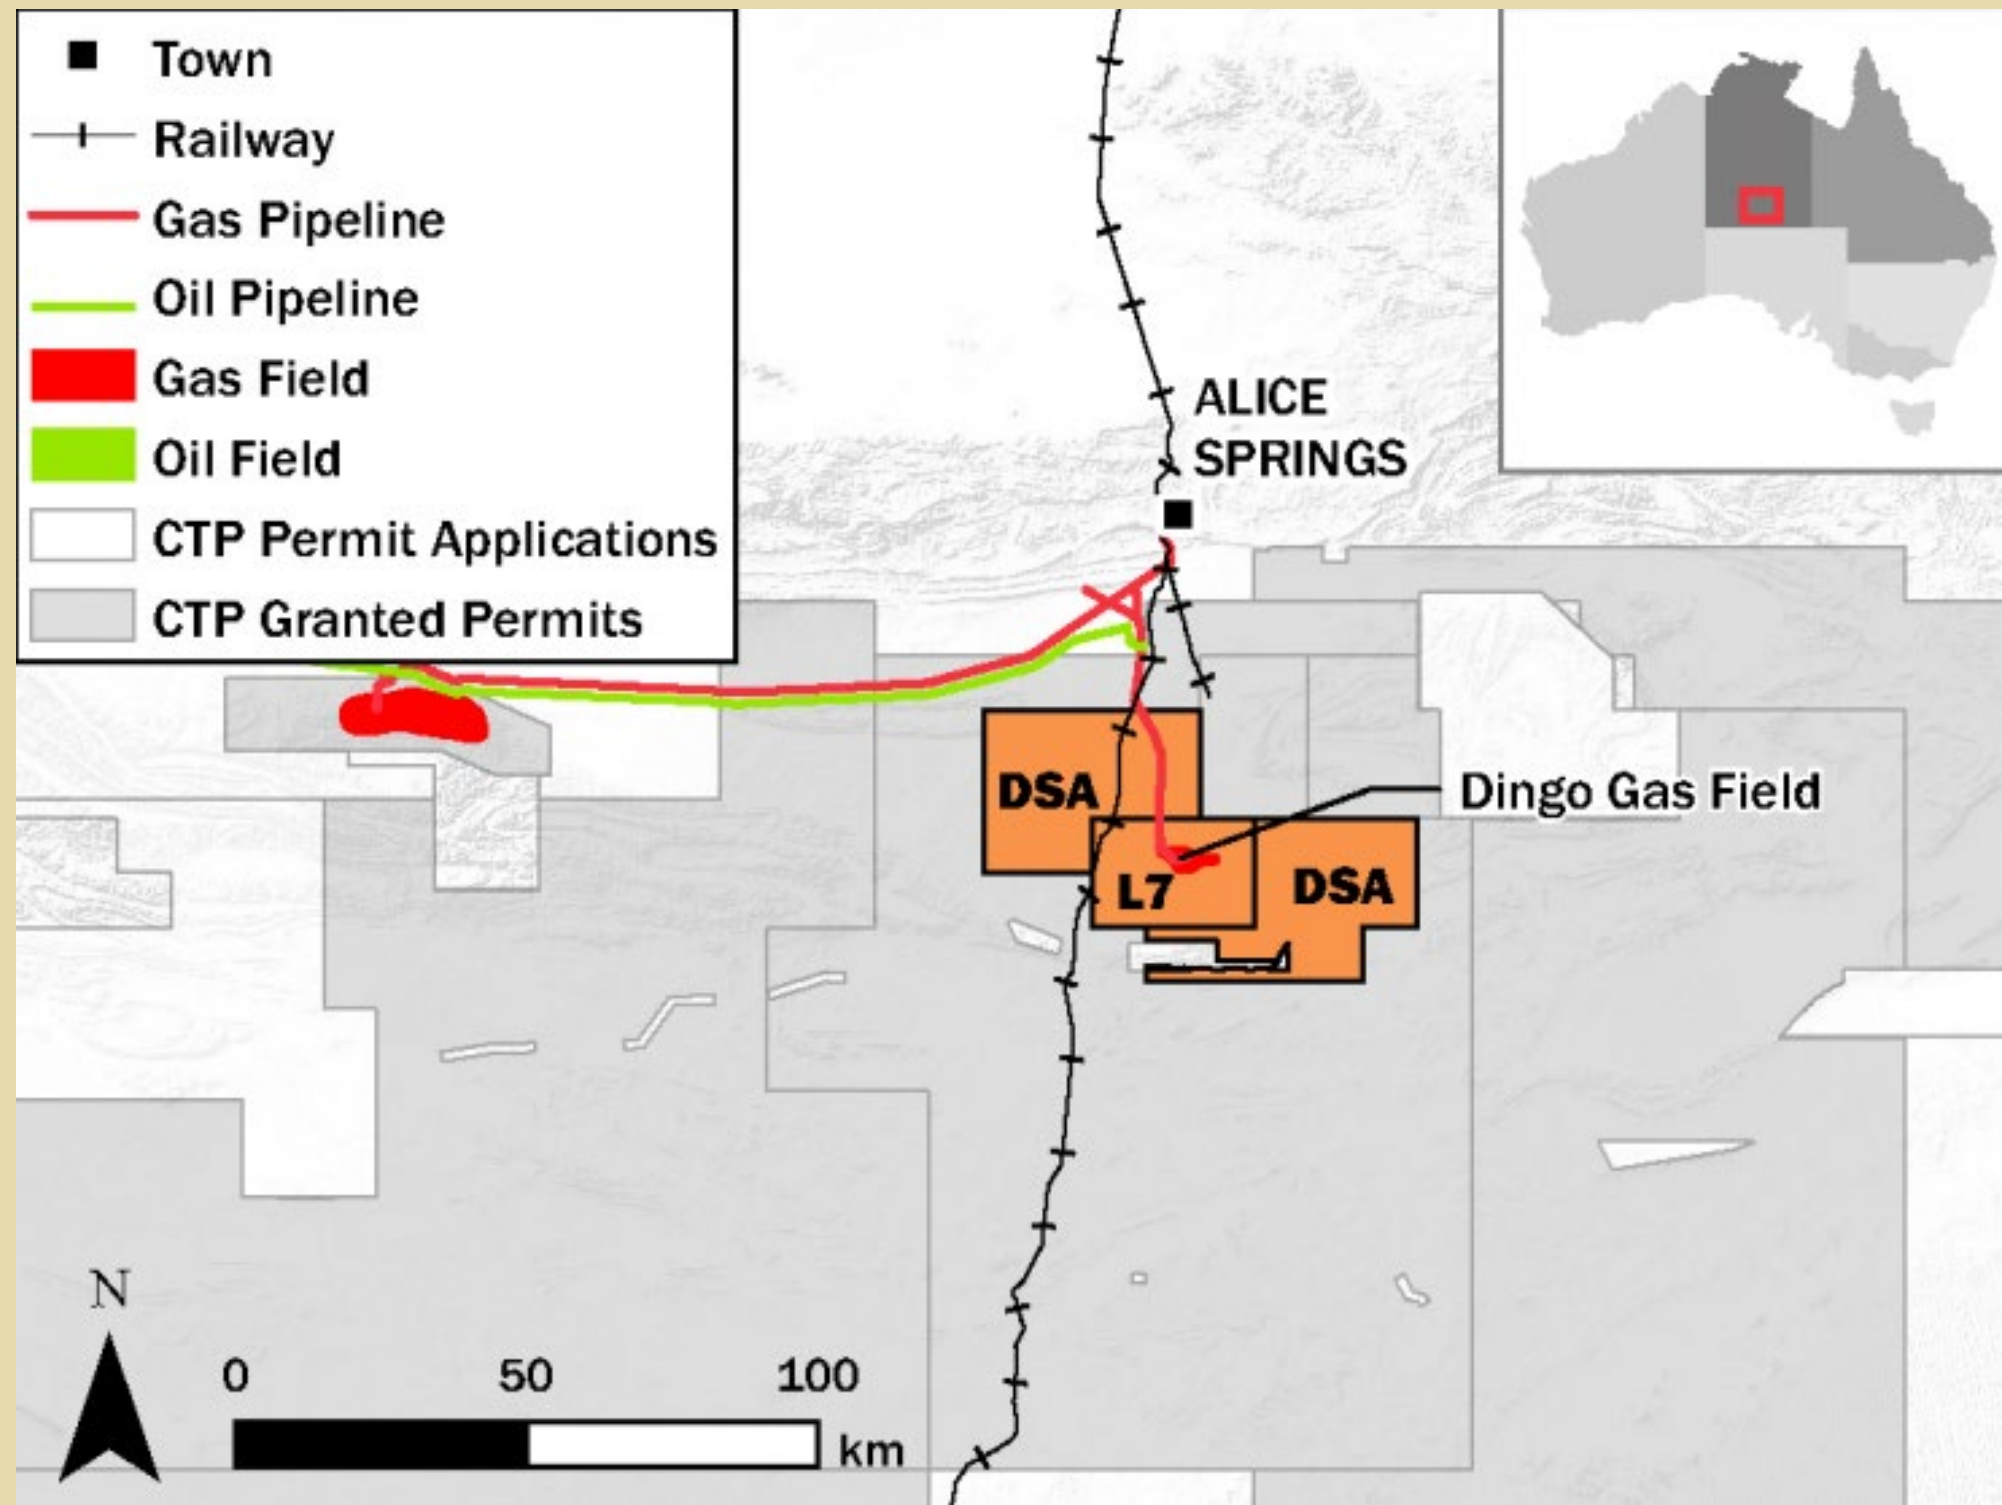 Town
Railway
Gas Pipeline
Oil Pipeline
Gas Field
Oil Field
CTP Permit Applications
CTP Granted Permits
ALICE
SPRINGS
DSA
Dingo Gas Field
L7
DSA
N
0 50 100
km